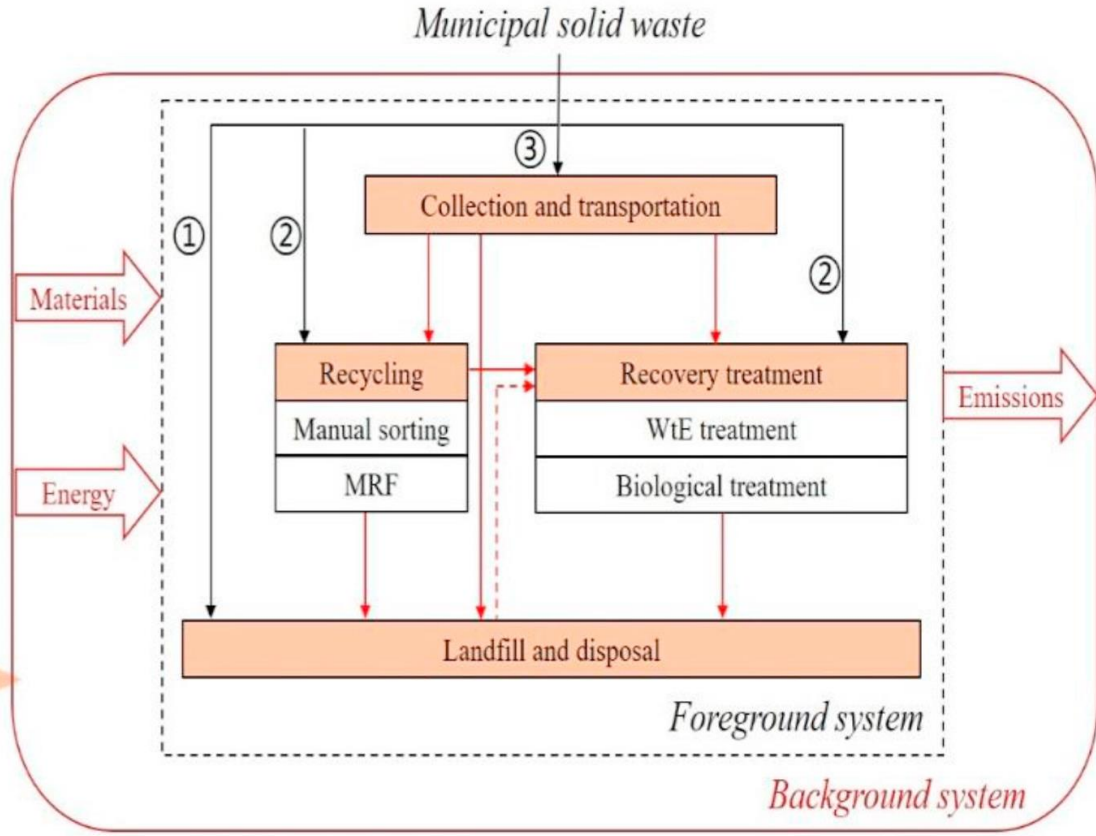 Municipal solid waste
③
Collection and transportation
①
②
②
Materials
Recycling
Recovery treatment
Emissions
Manual sorting
WtE treatment
Energy
MRF
Biological treatment
Landfill and disposal
Foreground system
Background system